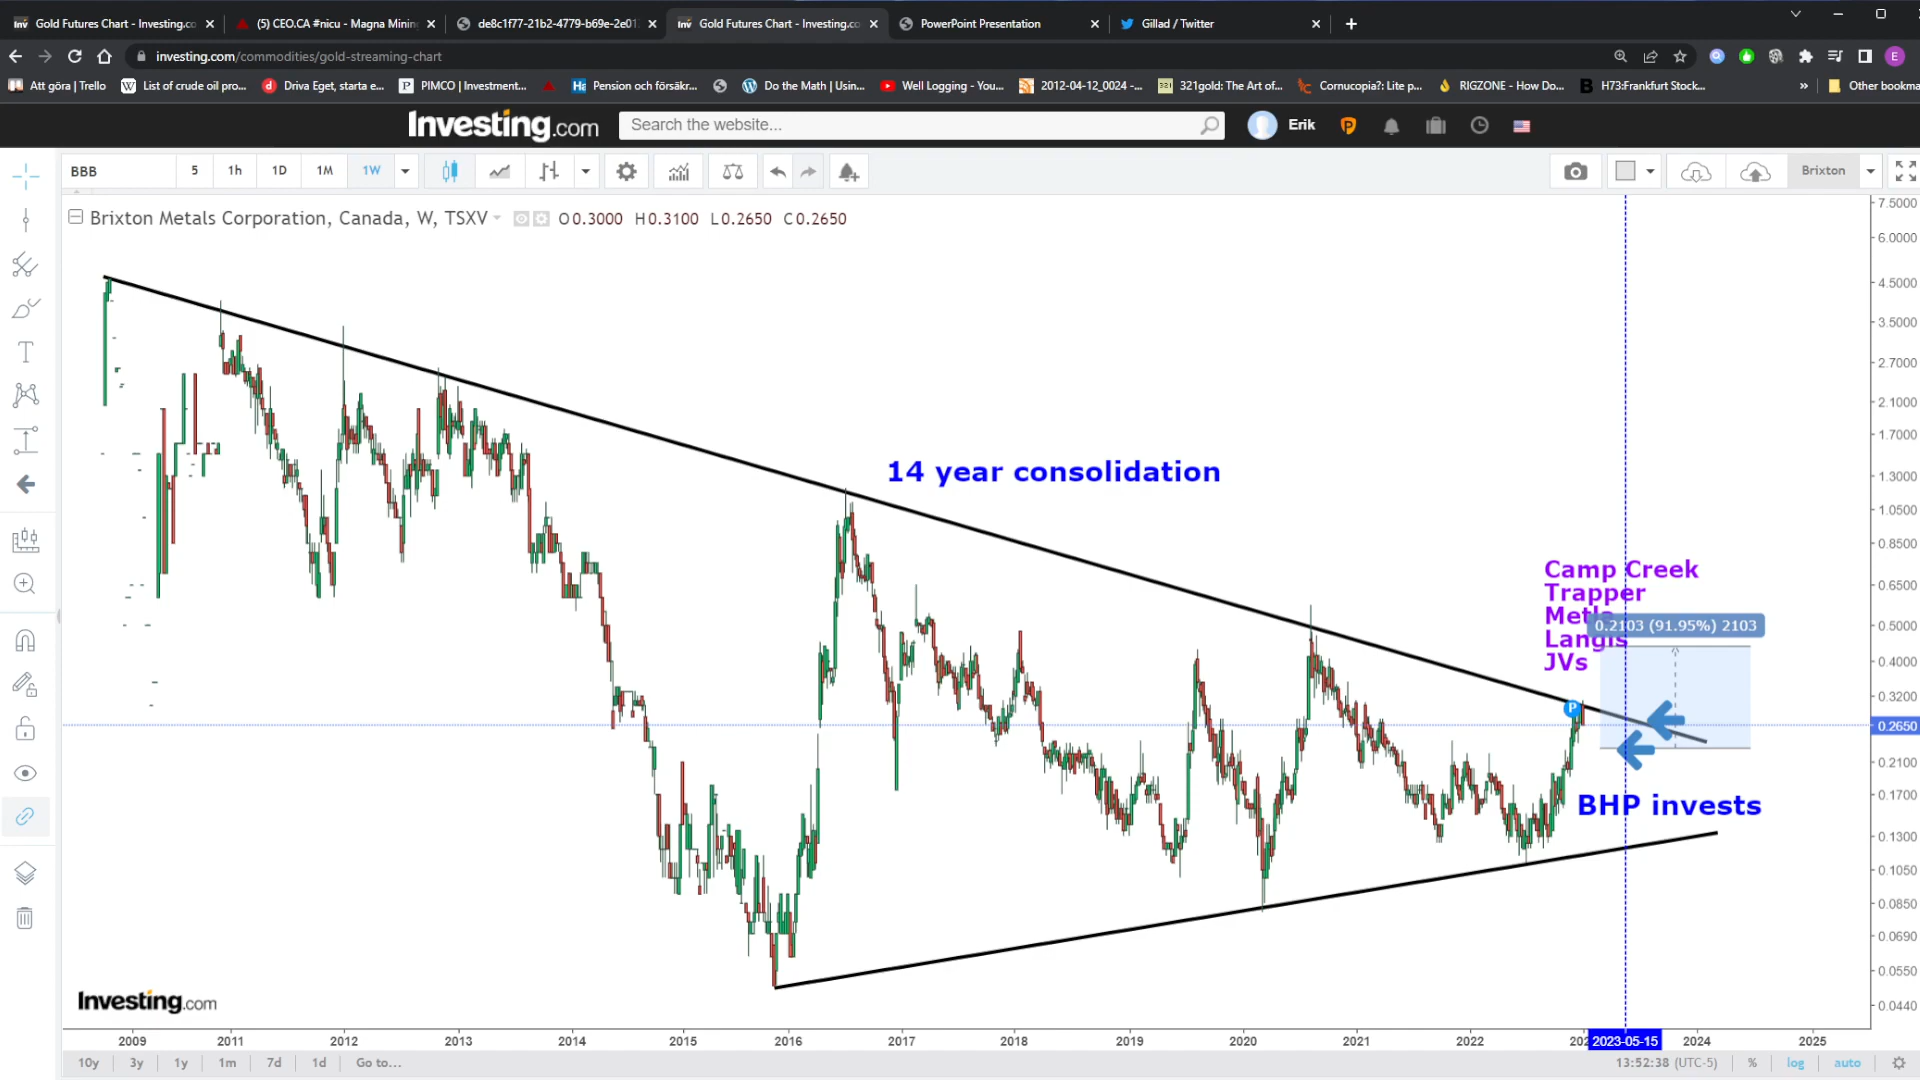 Gold Futures Chart - Investing.co
(5) CEO.CA #nicu - Magna Minin
de8c1f77-21b2-4779-b69e-2e01
Gold Futures Chart - Investing.co
PowerPoint Presentation
Gillad / Twitter
investing.com/commodities/gold-streaming-chart
E
Att göra | Trello
List of crude oil pro...
Driva Eget, starta e...
PIMCO | Investment...
Pension och försäkr...
Do the Math | Usin...
Well Logging - You...
2012-04-12_0024 -...
321gold: The Art of...
Cornucopia?: Lite p...
RIGZONE - How Do...
H73:Frankfurt Stock...
Other bookma
Investing.com
Search the website...
Erik
BBB
5
1h
1D
1M
1W
Brixton
Brixton Metals Corporation, Canada, W, TSXV
O 0.3000 H 0.3100 L 0.2650 C 0.2650
14 year consolidation
Camp Creek
Trapper
Metla
Langis
JVs
0.2103 (91.95%) 2103
P
BHP invests
7.5000
6.0000
4.5000
3.5000
2.7000
2.1000
1.7000
1.3000
1.0500
0.8500
0.6500
0.5000
0.4000
0.3200
0.2650
0.2100
0.1700
0.1300
0.1050
0.0850
0.0690
0.0550
0.0440
Investing.com
2009 2011 2012 2013 2014 2015 2016 2017 2018 2019 2020 2021 2022 2023-05-15 2024 2025
10y 3y 1y 1m 7d 1d Go to...
13:52:38 (UTC-5) % log auto